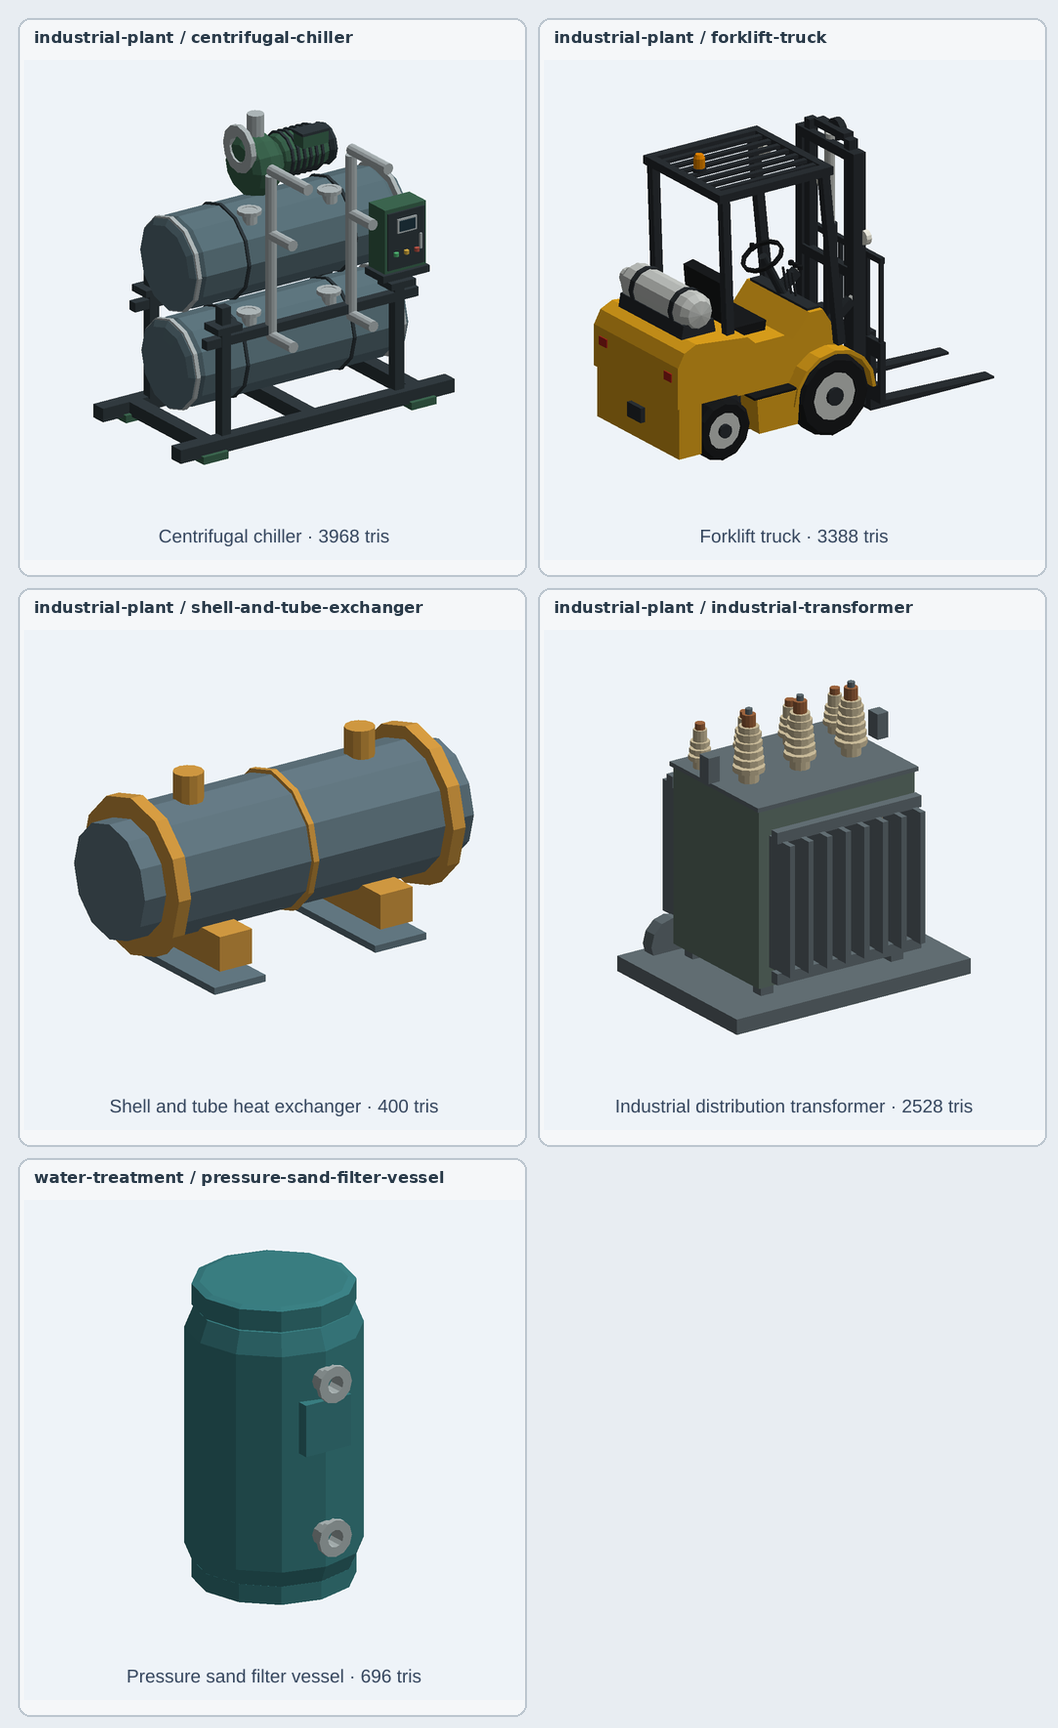 industrial-plant / centrifugal-chiller
industrial-plant / forklift-truck
Centrifugal chiller · 3968 tris
Forklift truck · 3388 tris
industrial-plant / shell-and-tube-exchanger
industrial-plant / industrial-transformer
Shell and tube heat exchanger · 400 tris
Industrial distribution transformer · 2528 tris
water-treatment / pressure-sand-filter-vessel
Pressure sand filter vessel · 696 tris